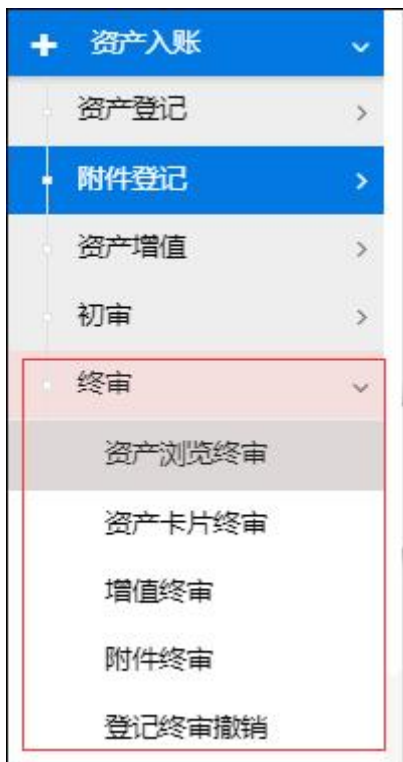 资产入账
资产登记
附件登记
资产增值
初审
终审
资产浏览终审
资产卡片终审
增值终审
附件终审
登记终审撤销